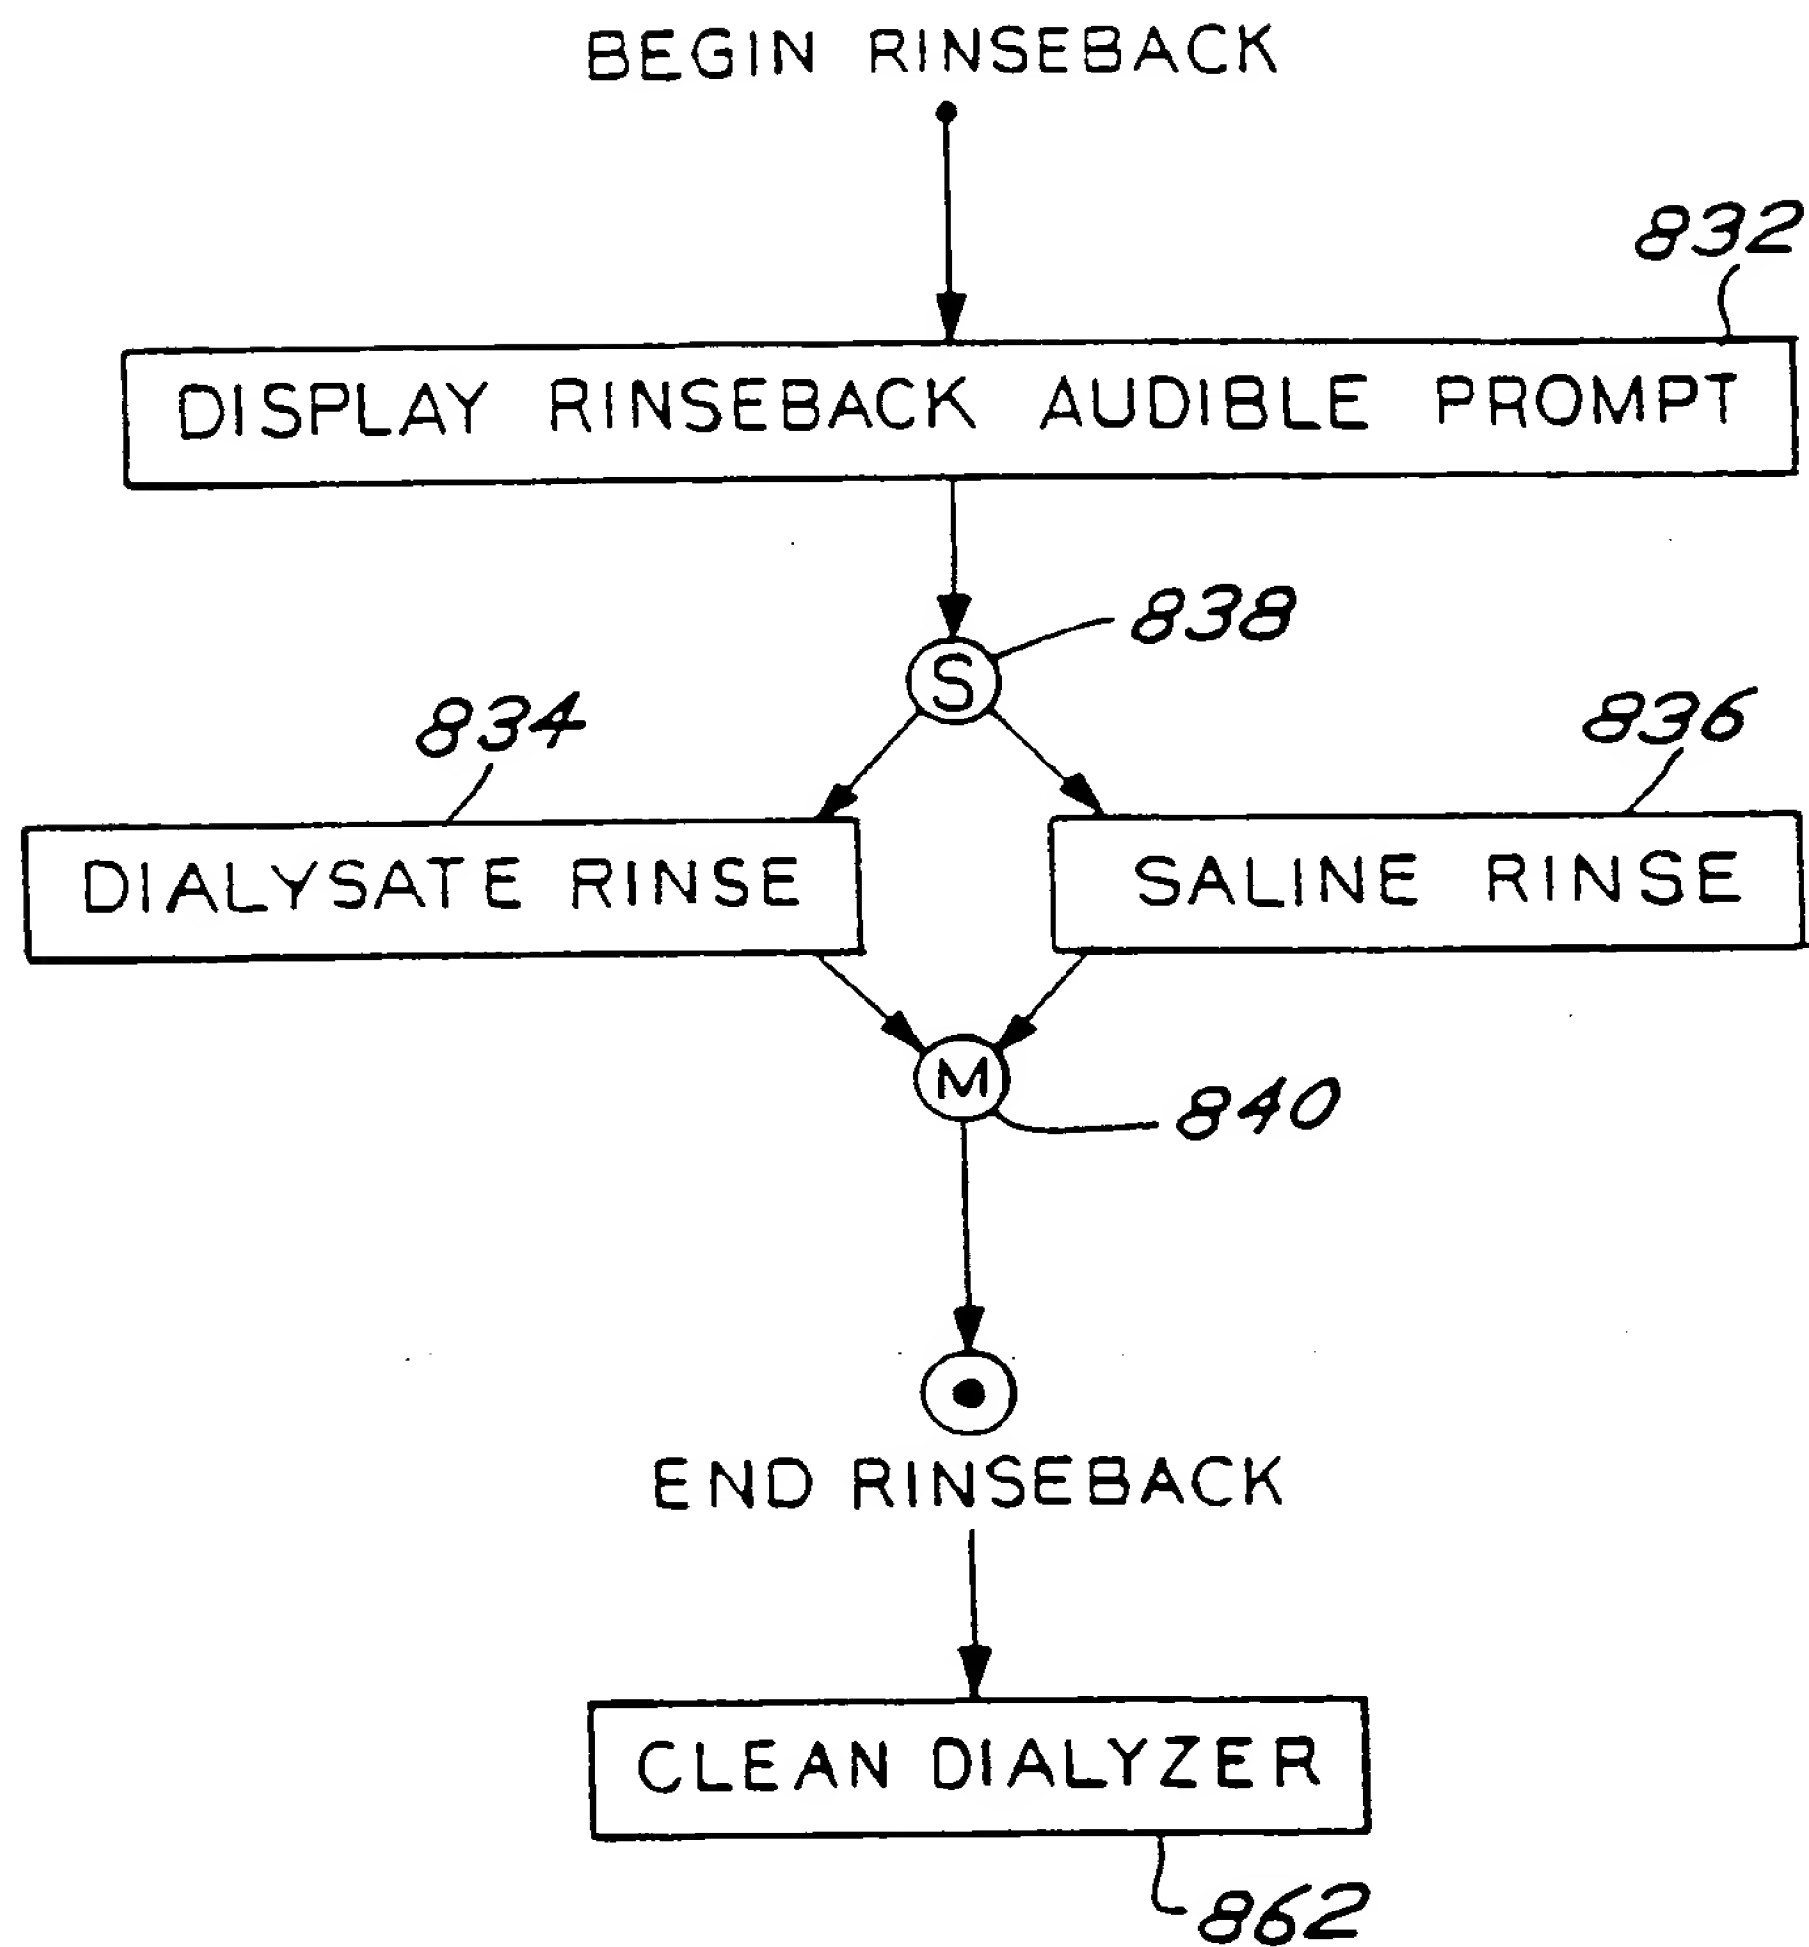 BEGIN RINSEBACK
832
DISPLAY RINSEBACK AUDIBLE PROMPT
838
S
834
836
DIALYSATE RINSE
SALINE RINSE
M
840
END RINSEBACK
CLEAN DIALYZER
862